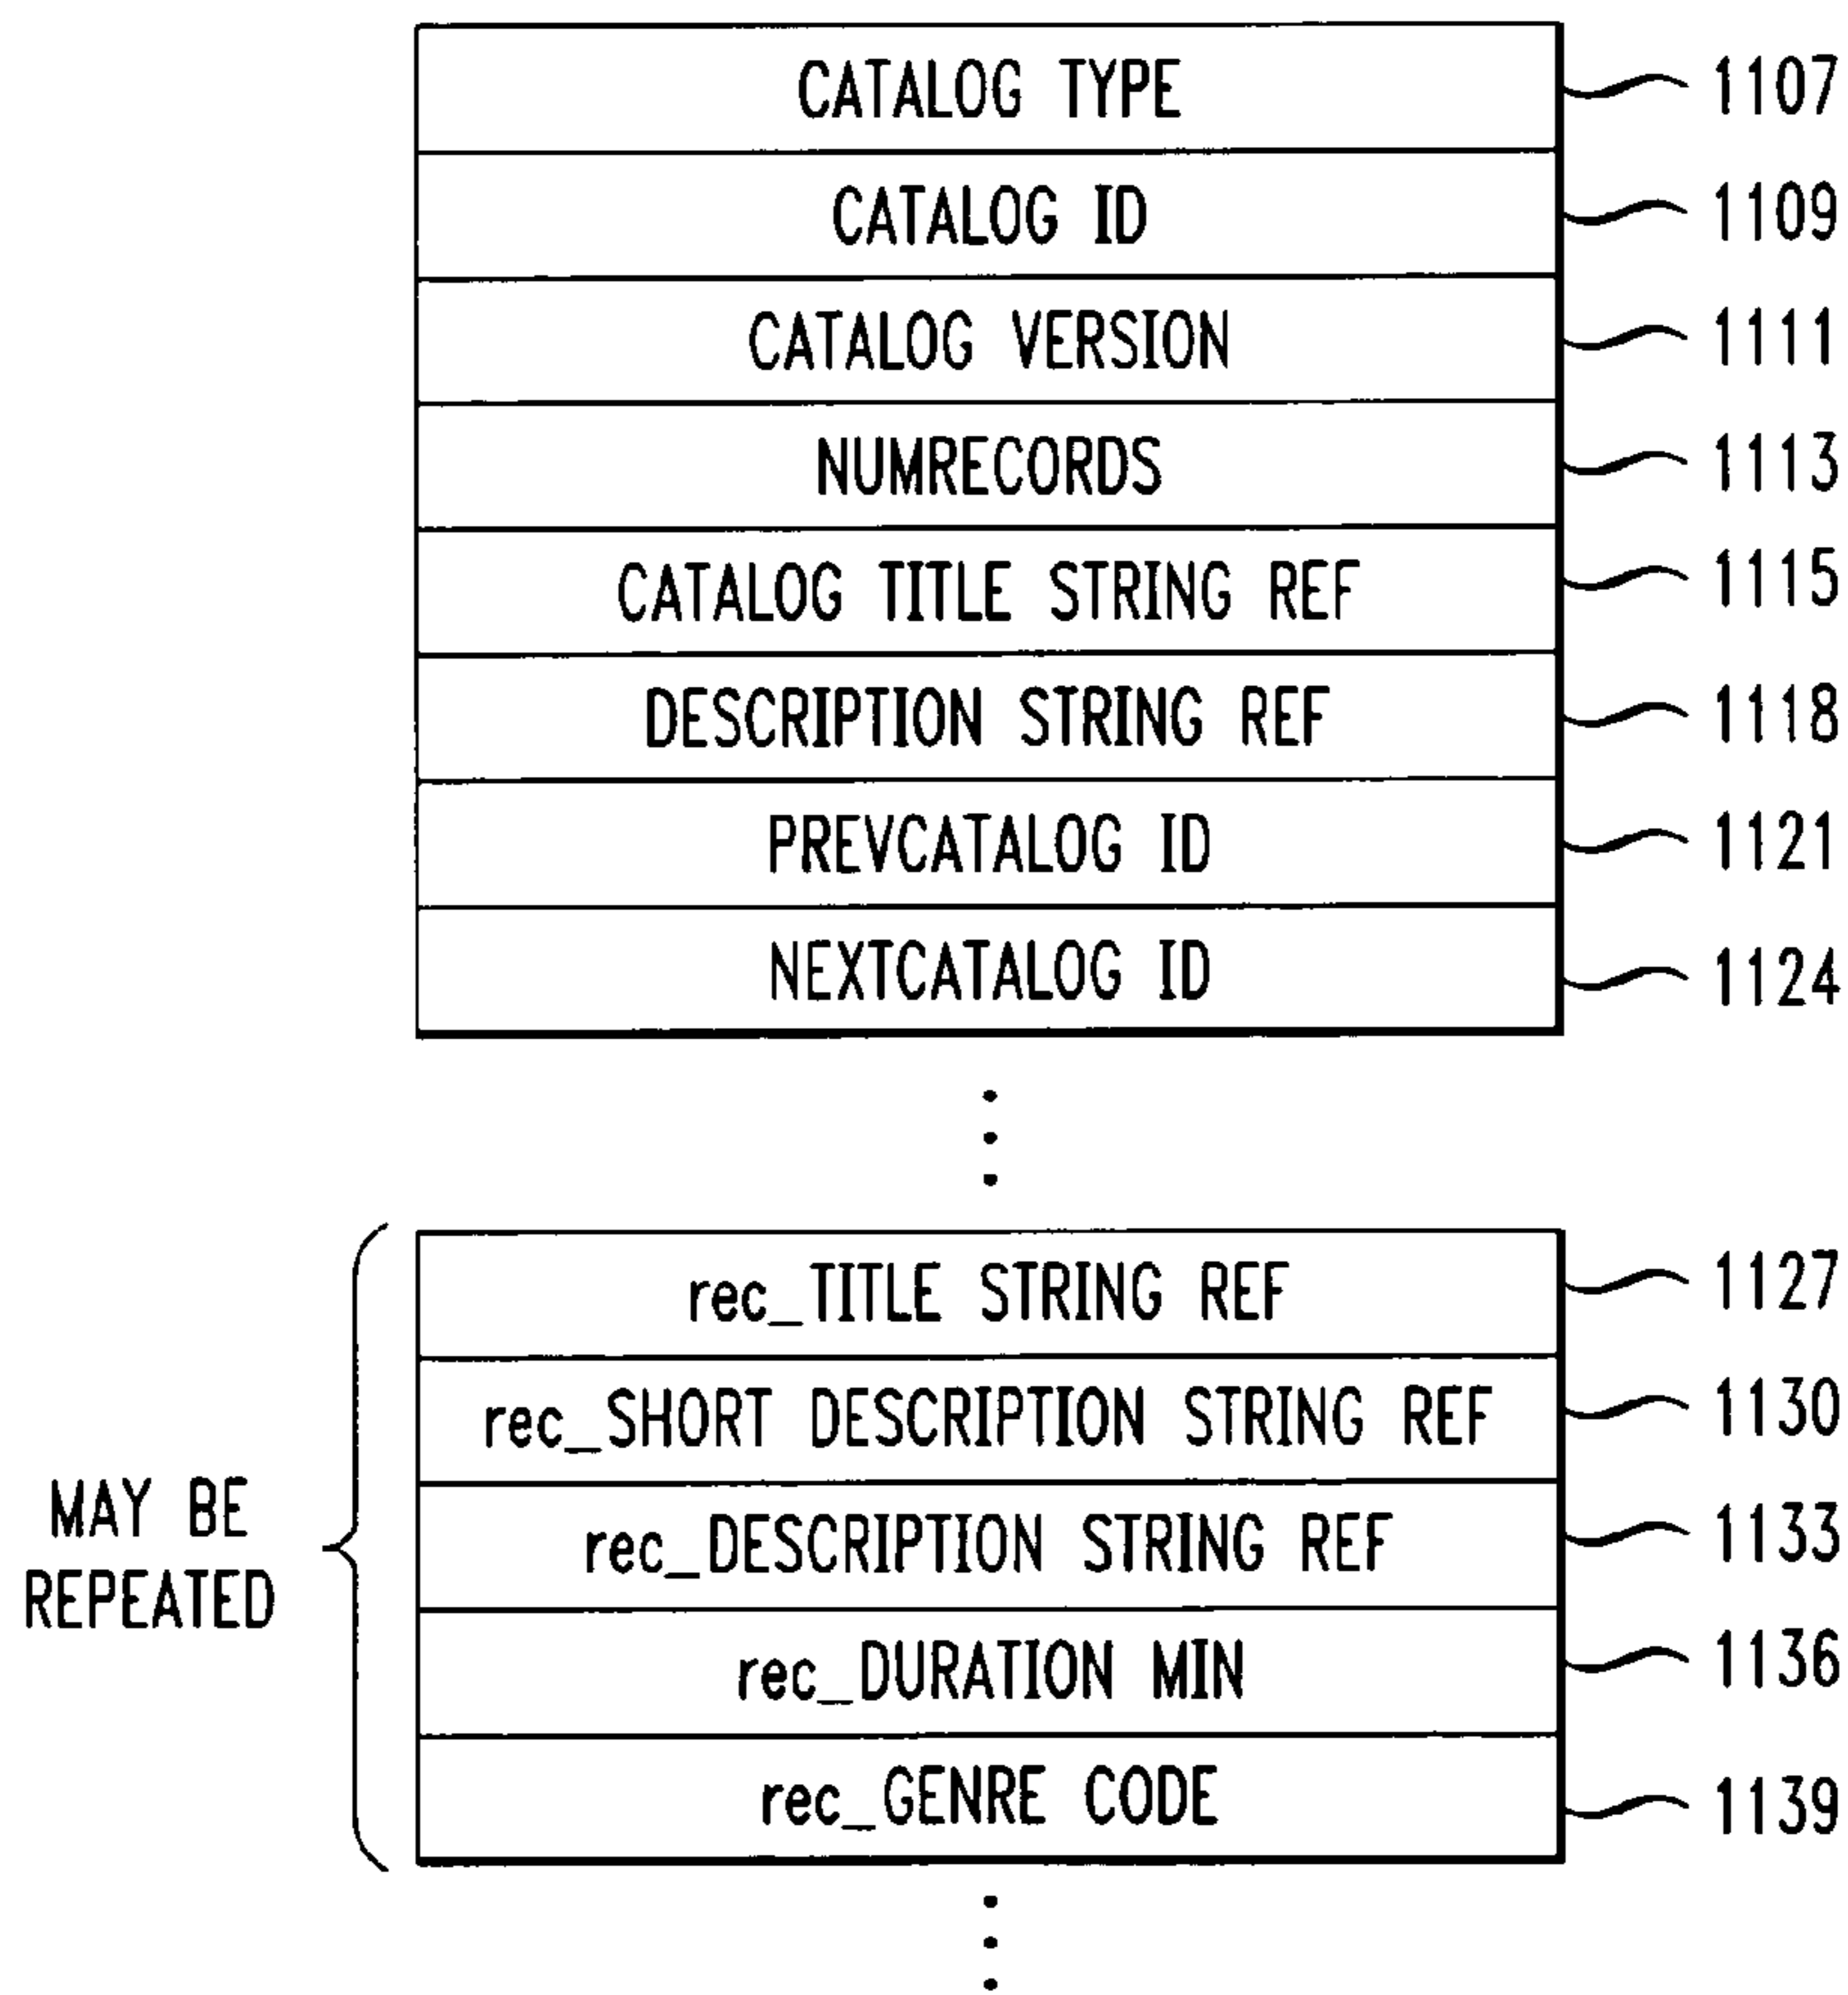 CATALOG TYPE 1107
CATALOG ID 1109
CATALOG VERSION 1111
NUMRECORDS 1113
CATALOG TITLE STRING REF 1115
DESCRIPTION STRING REF 1118
PREVCATALOG ID 1121
NEXTCATALOG ID 1124
rec_TITLE STRING REF 1127
rec_SHORT DESCRIPTION STRING REF 1130
rec_DESCRIPTION STRING REF 1133
rec_DURATION MIN 1136
rec_GENRE CODE 1139
MAY BE
REPEATED